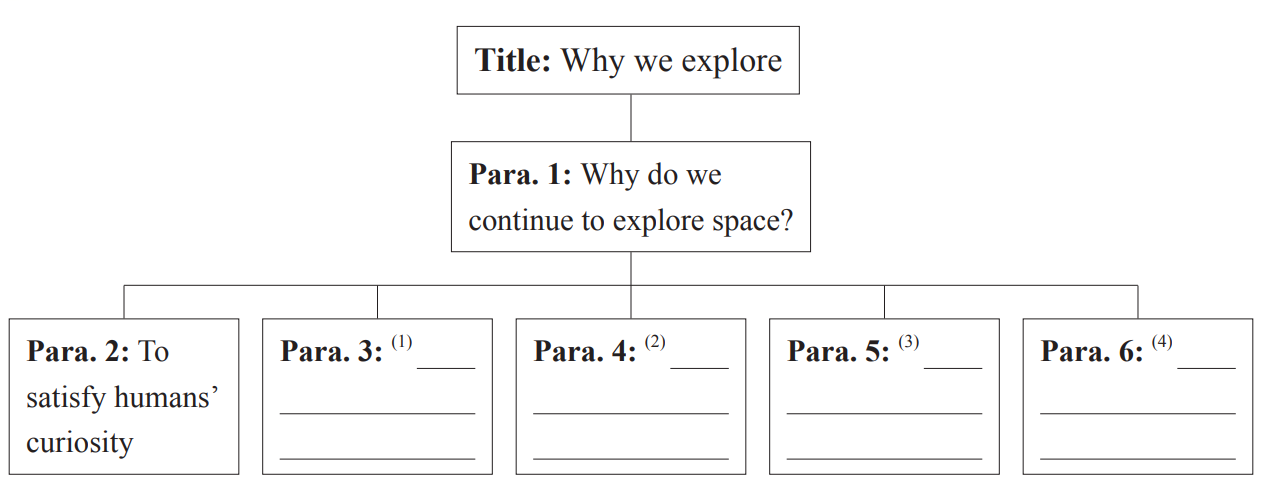 Title: Why we explore
Para. 1: Why do we
continue to explore space?
Para. 2: To
satisfy humans’
curiosity
Para. 3: (1)
Para. 4: (2)
Para. 5: (3)
Para. 6: (4)